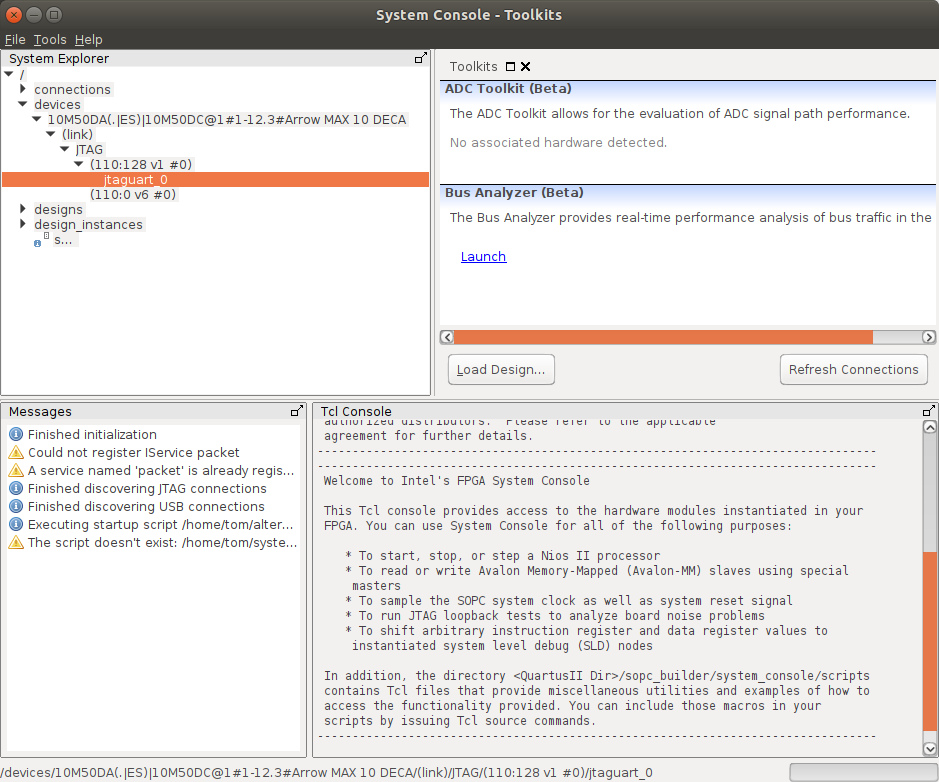 System Console - Toolkits
File Tools Help
System Explorer
/
connections
devices
10M50DA(.|ES)|10M50DC@1#1-12.3#Arrow MAX 10 DECA
(link)
JTAG
(110:128 v1 #0)
jtaguart_0
(110:0 v6 #0)
designs
design_instances
s...
Toolkits
ADC Toolkit (Beta)
The ADC Toolkit allows for the evaluation of ADC signal path performance.
No associated hardware detected.
Bus Analyzer (Beta)
The Bus Analyzer provides real-time performance analysis of bus traffic in the
Launch
Load Design...
Refresh Connections
Messages
Finished initialization
Could not register IService packet
A service named 'packet' is already regis...
Finished discovering JTAG connections
Finished discovering USB connections
Executing startup script /home/tom/alter...
The script doesn't exist: /home/tom/syste...
Tcl Console
authorized distributors.  Please refer to the applicable
agreement for further details.
--------------------------------------------------------------------------------
--------------------------------------------------------------------------------
Welcome to Intel's FPGA System Console
This Tcl console provides access to the hardware modules instantiated in your
FPGA. You can use System Console for all of the following purposes:
* To start, stop, or step a Nios II processor
* To read or write Avalon Memory-Mapped (Avalon-MM) slaves using special
masters
* To sample the SOPC system clock as well as system reset signal
* To run JTAG loopback tests to analyze board noise problems
* To shift arbitrary instruction register and data register values to
instantiated system level debug (SLD) nodes
In addition, the directory <QuartusII Dir>/sopc_builder/system_console/scripts
contains Tcl files that provide miscellaneous utilities and examples of how to
access the functionality provided. You can include those macros in your
scripts by issuing Tcl source commands.
--------------------------------------------------------------------------------
/devices/10M50DA(.|ES)|10M50DC@1#1-12.3#Arrow MAX 10 DECA/(link)/JTAG/(110:128 v1 #0)/jtaguart_0